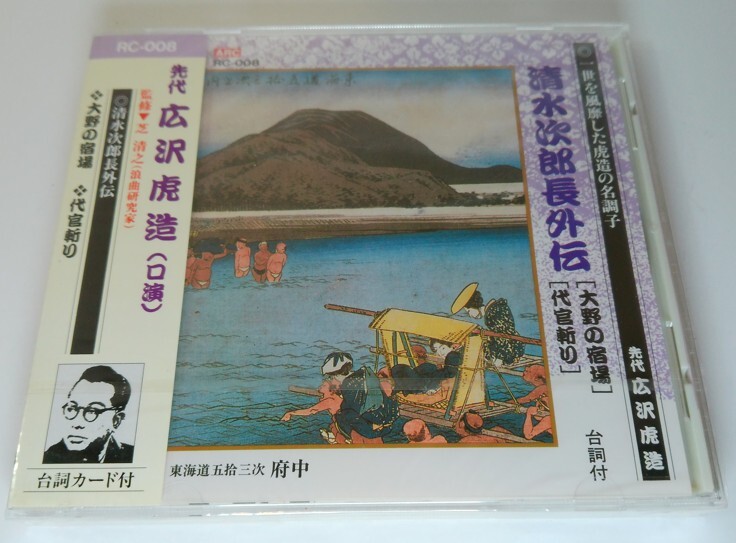 RC-008
先代 広沢虎造(口演)
監修▼芝 清之(浪曲研究家)
◎清水次郎長外伝
❖大野の宿場 ❖代官斬り
台詞カード付
ARC
RC-008
◎一世を風靡した虎造の名調子
先代 広沢虎造
清水次郎長外伝
[大野の宿場]
[代官斬り]
台詞付
東海道五拾三次 府中